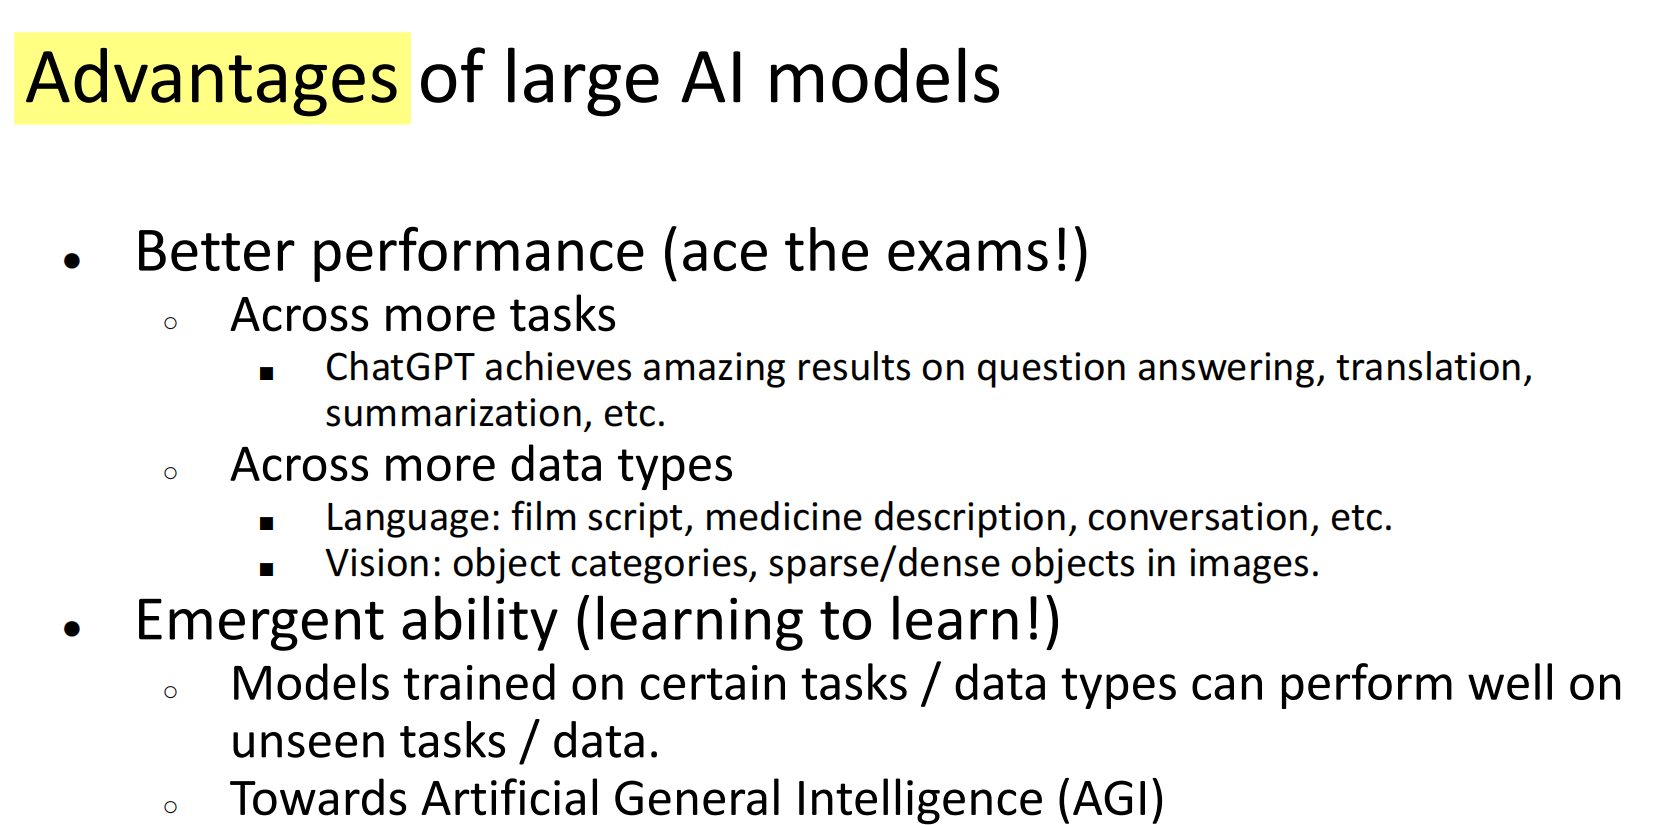 Advantages of large AI models
● Better performance (ace the exams!)
○ Across more tasks
■ ChatGPT achieves amazing results on question answering, translation,
summarization, etc.
○ Across more data types
■ Language: film script, medicine description, conversation, etc.
■ Vision: object categories, sparse/dense objects in images.
● Emergent ability (learning to learn!)
○ Models trained on certain tasks / data types can perform well on
unseen tasks / data.
○ Towards Artificial General Intelligence (AGI)